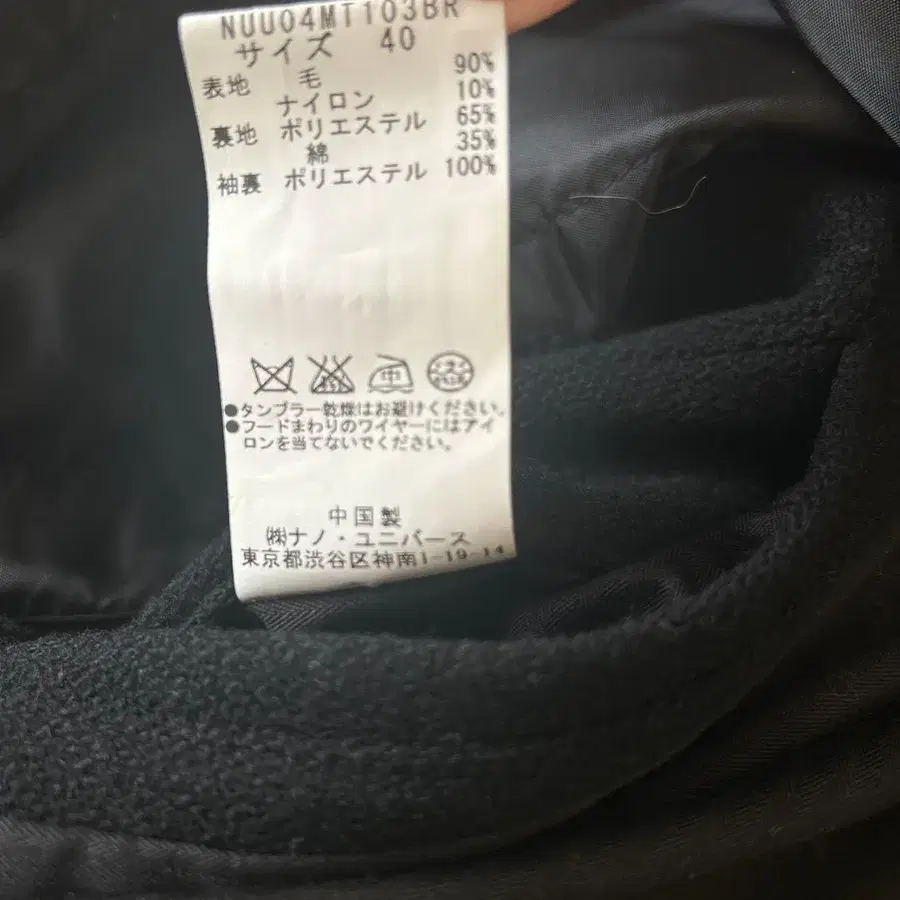 NUU04MT103BR
サイズ 40
表地 毛 90%
ナイロン 10%
裏地 ポリエステル 65%
綿 35%
袖裏 ポリエステル 100%
中
●タンブラー乾燥はお避けください。
●フードまわりのワイヤーにはアイ
ロンを当てないでください。
中国製
㈱ナノ・ユニバース
東京都渋谷区神南1-19-14